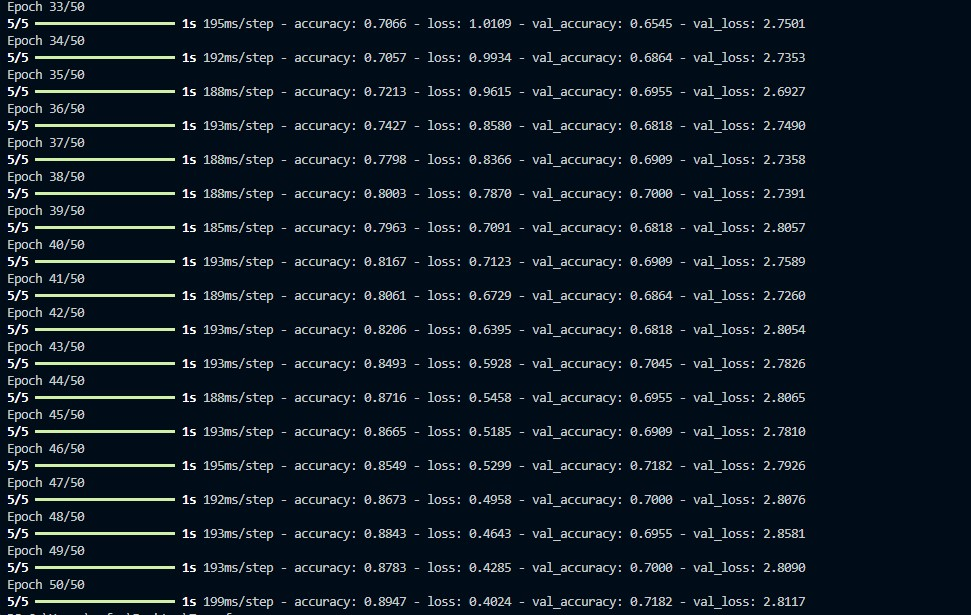 Epoch 33/50
5/5 1s 195ms/step - accuracy: 0.7066 - loss: 1.0109 - val_accuracy: 0.6545 - val_loss: 2.7501
Epoch 34/50
5/5 1s 192ms/step - accuracy: 0.7057 - loss: 0.9934 - val_accuracy: 0.6864 - val_loss: 2.7353
Epoch 35/50
5/5 1s 188ms/step - accuracy: 0.7213 - loss: 0.9615 - val_accuracy: 0.6955 - val_loss: 2.6927
Epoch 36/50
5/5 1s 193ms/step - accuracy: 0.7427 - loss: 0.8580 - val_accuracy: 0.6818 - val_loss: 2.7490
Epoch 37/50
5/5 1s 188ms/step - accuracy: 0.7798 - loss: 0.8366 - val_accuracy: 0.6909 - val_loss: 2.7358
Epoch 38/50
5/5 1s 188ms/step - accuracy: 0.8003 - loss: 0.7870 - val_accuracy: 0.7000 - val_loss: 2.7391
Epoch 39/50
5/5 1s 185ms/step - accuracy: 0.7963 - loss: 0.7091 - val_accuracy: 0.6818 - val_loss: 2.8057
Epoch 40/50
5/5 1s 193ms/step - accuracy: 0.8167 - loss: 0.7123 - val_accuracy: 0.6909 - val_loss: 2.7589
Epoch 41/50
5/5 1s 189ms/step - accuracy: 0.8061 - loss: 0.6729 - val_accuracy: 0.6864 - val_loss: 2.7260
Epoch 42/50
5/5 1s 193ms/step - accuracy: 0.8206 - loss: 0.6395 - val_accuracy: 0.6818 - val_loss: 2.8054
Epoch 43/50
5/5 1s 193ms/step - accuracy: 0.8493 - loss: 0.5928 - val_accuracy: 0.7045 - val_loss: 2.7826
Epoch 44/50
5/5 1s 188ms/step - accuracy: 0.8716 - loss: 0.5458 - val_accuracy: 0.6955 - val_loss: 2.8065
Epoch 45/50
5/5 1s 193ms/step - accuracy: 0.8665 - loss: 0.5185 - val_accuracy: 0.6909 - val_loss: 2.7810
Epoch 46/50
5/5 1s 195ms/step - accuracy: 0.8549 - loss: 0.5299 - val_accuracy: 0.7182 - val_loss: 2.7926
Epoch 47/50
5/5 1s 192ms/step - accuracy: 0.8673 - loss: 0.4958 - val_accuracy: 0.7000 - val_loss: 2.8076
Epoch 48/50
5/5 1s 193ms/step - accuracy: 0.8843 - loss: 0.4643 - val_accuracy: 0.6955 - val_loss: 2.8581
Epoch 49/50
5/5 1s 193ms/step - accuracy: 0.8783 - loss: 0.4285 - val_accuracy: 0.7000 - val_loss: 2.8090
Epoch 50/50
5/5 1s 199ms/step - accuracy: 0.8947 - loss: 0.4024 - val_accuracy: 0.7182 - val_loss: 2.8117